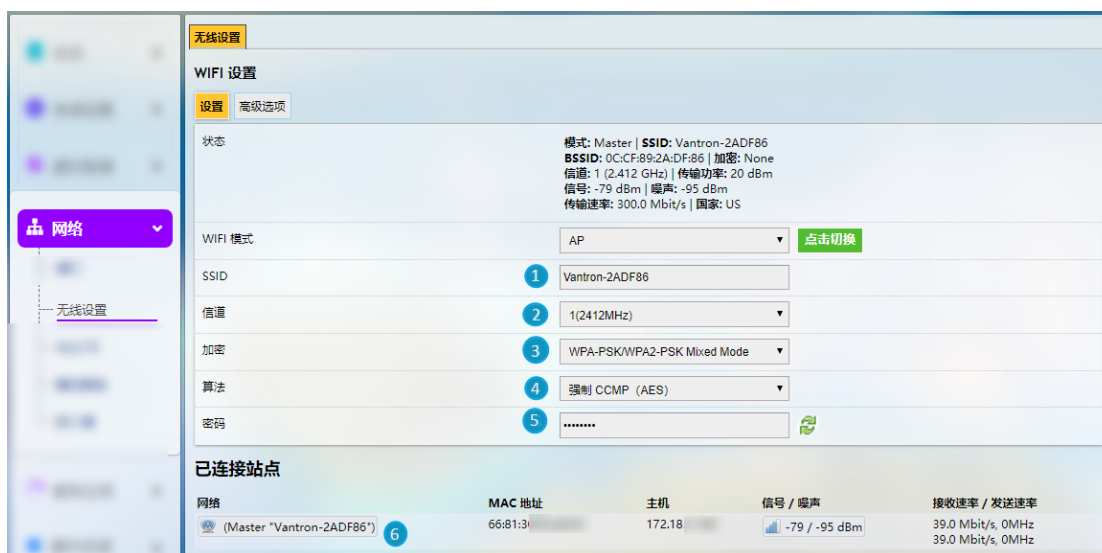 无线设置
WIFI 设置
设置 高级选项
状态
模式: Master | SSID: Vantron-2ADF86
BSSID: 0C:CF:89:2A:DF:86 | 加密: None
信道: 1 (2.412 GHz) | 传输功率: 20 dBm
信号: -79 dBm | 噪声: -95 dBm
传输速率: 300.0 Mbit/s | 国家: US
网络
WIFI 模式 AP 点击切换
SSID 1 Vantron-2ADF86
无线设置
信道 2 1(2412MHz)
加密 3 WPA-PSK/WPA2-PSK Mixed Mode
算法 4 强制 CCMP（AES）
密码 5 ••••••••
已连接站点
网络 MAC 地址 主机 信号 / 噪声 接收速率 / 发送速率
(Master "Vantron-2ADF86") 6 66:81:3 172.18 -79 / -95 dBm 39.0 Mbit/s, 0MHz
39.0 Mbit/s, 0MHz